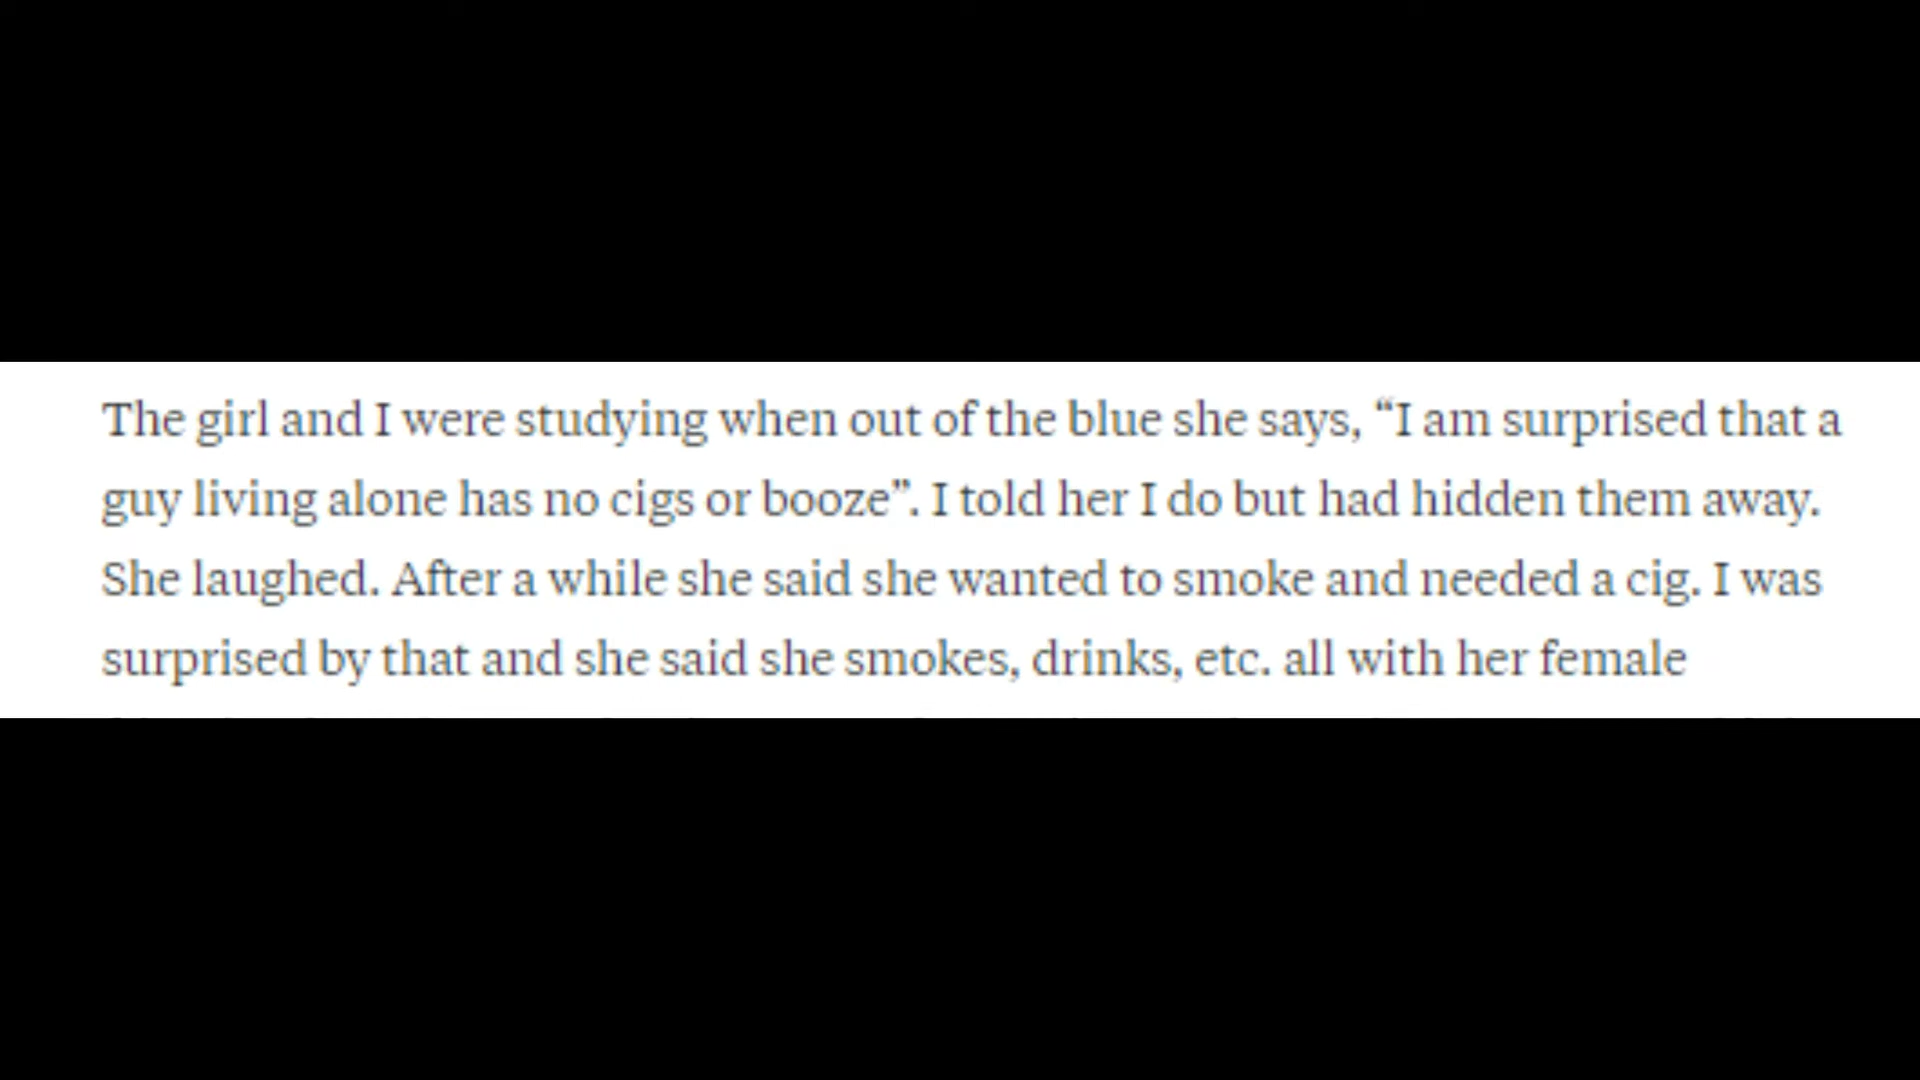 The girl and I were studying when out of the blue she says, “I am surprised that a
guy living alone has no cigs or booze”. I told her I do but had hidden them away.
She laughed. After a while she said she wanted to smoke and needed a cig. I was
surprised by that and she said she smokes, drinks, etc. all with her female